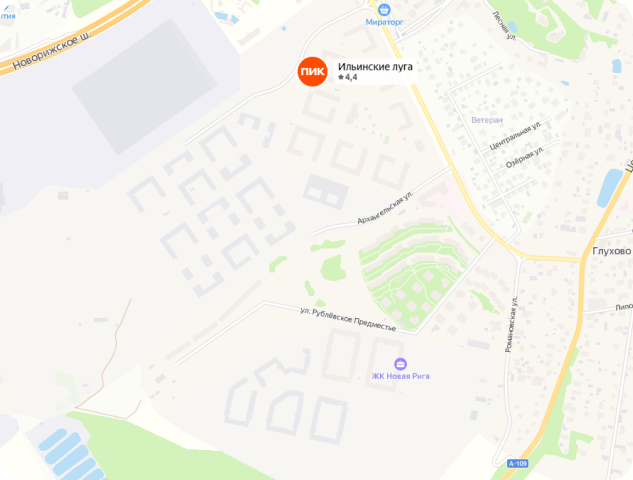 Мираторг
Лесная ул.
Новорижское ш.
ПИК
Ильинские луга
4,4
Ветеран
Центральная ул.
Озёрная ул.
Архангельская ул.
Глухово
ул. Рублёвское Предместье
Романовская ул.
ЖК Новая Рига
А-109